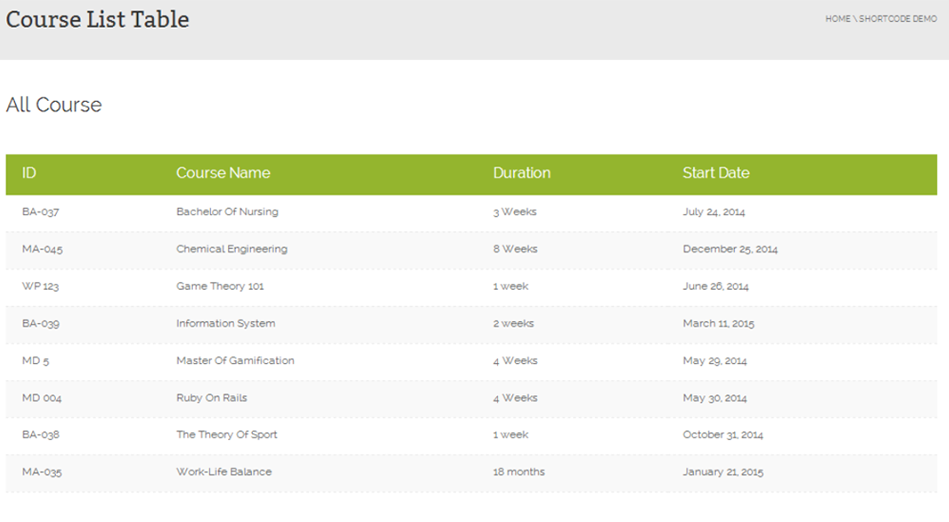 Course List Table
HOME \ SHORTCODE DEMO
All Course
ID Course Name Duration Start Date
BA-037 Bachelor Of Nursing 3 Weeks July 24, 2014
MA-045 Chemical Engineering 8 Weeks December 25, 2014
WP 123 Game Theory 101 1 week June 26, 2014
BA-039 Information System 2 weeks March 11, 2015
MD 5 Master Of Gamification 4 Weeks May 29, 2014
MD 004 Ruby On Rails 4 Weeks May 30, 2014
BA-038 The Theory Of Sport 1 week October 31, 2014
MA-035 Work-Life Balance 18 months January 21, 2015